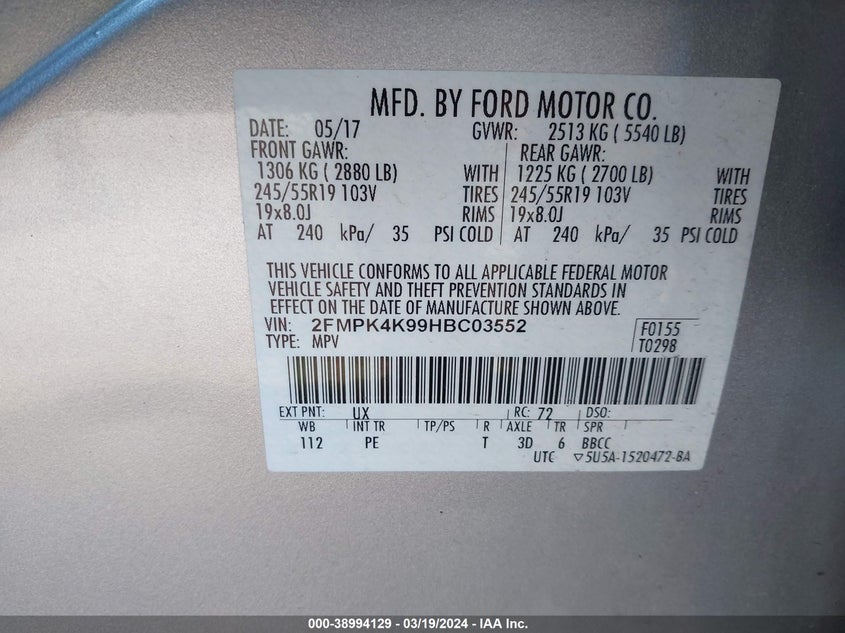 MFD. BY FORD MOTOR CO.
DATE: 05/17 GVWR: 2513 KG ( 5540 LB)
FRONT GAWR: REAR GAWR:
1306 KG ( 2880 LB) WITH 1225 KG ( 2700 LB) WITH
245/55R19 103V TIRES 245/55R19 103V TIRES
19x8.0J RIMS 19x8.0J RIMS
AT 240 kPa/ 35 PSI COLD AT 240 kPa/ 35 PSI COLD
THIS VEHICLE CONFORMS TO ALL APPLICABLE FEDERAL MOTOR
VEHICLE SAFETY AND THEFT PREVENTION STANDARDS IN
EFFECT ON THE DATE OF MANUFACTURE SHOWN ABOVE.
VIN: 2FMPK4K99HBC03552 F0155
TYPE: MPV T0298
EXT PNT: UX RC: 72 DSO:
WB INT TR TP/PS R AXLE TR SPR
112 PE T 3D 6 BBCC
UTC ▽5U5A-1520472-BA
000-38994129 - 03/19/2024 - IAA Inc.